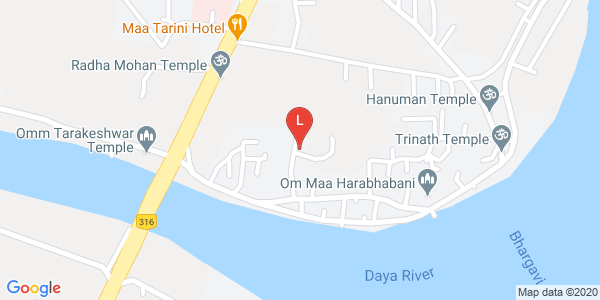 Maa Tarini Hotel
Radha Mohan Temple
Hanuman Temple
L
Omm Tarakeshwar
Temple
Trinath Temple
Om Maa Harabhabani
316
Bhargavi
Daya River
Google
Map data ©2020